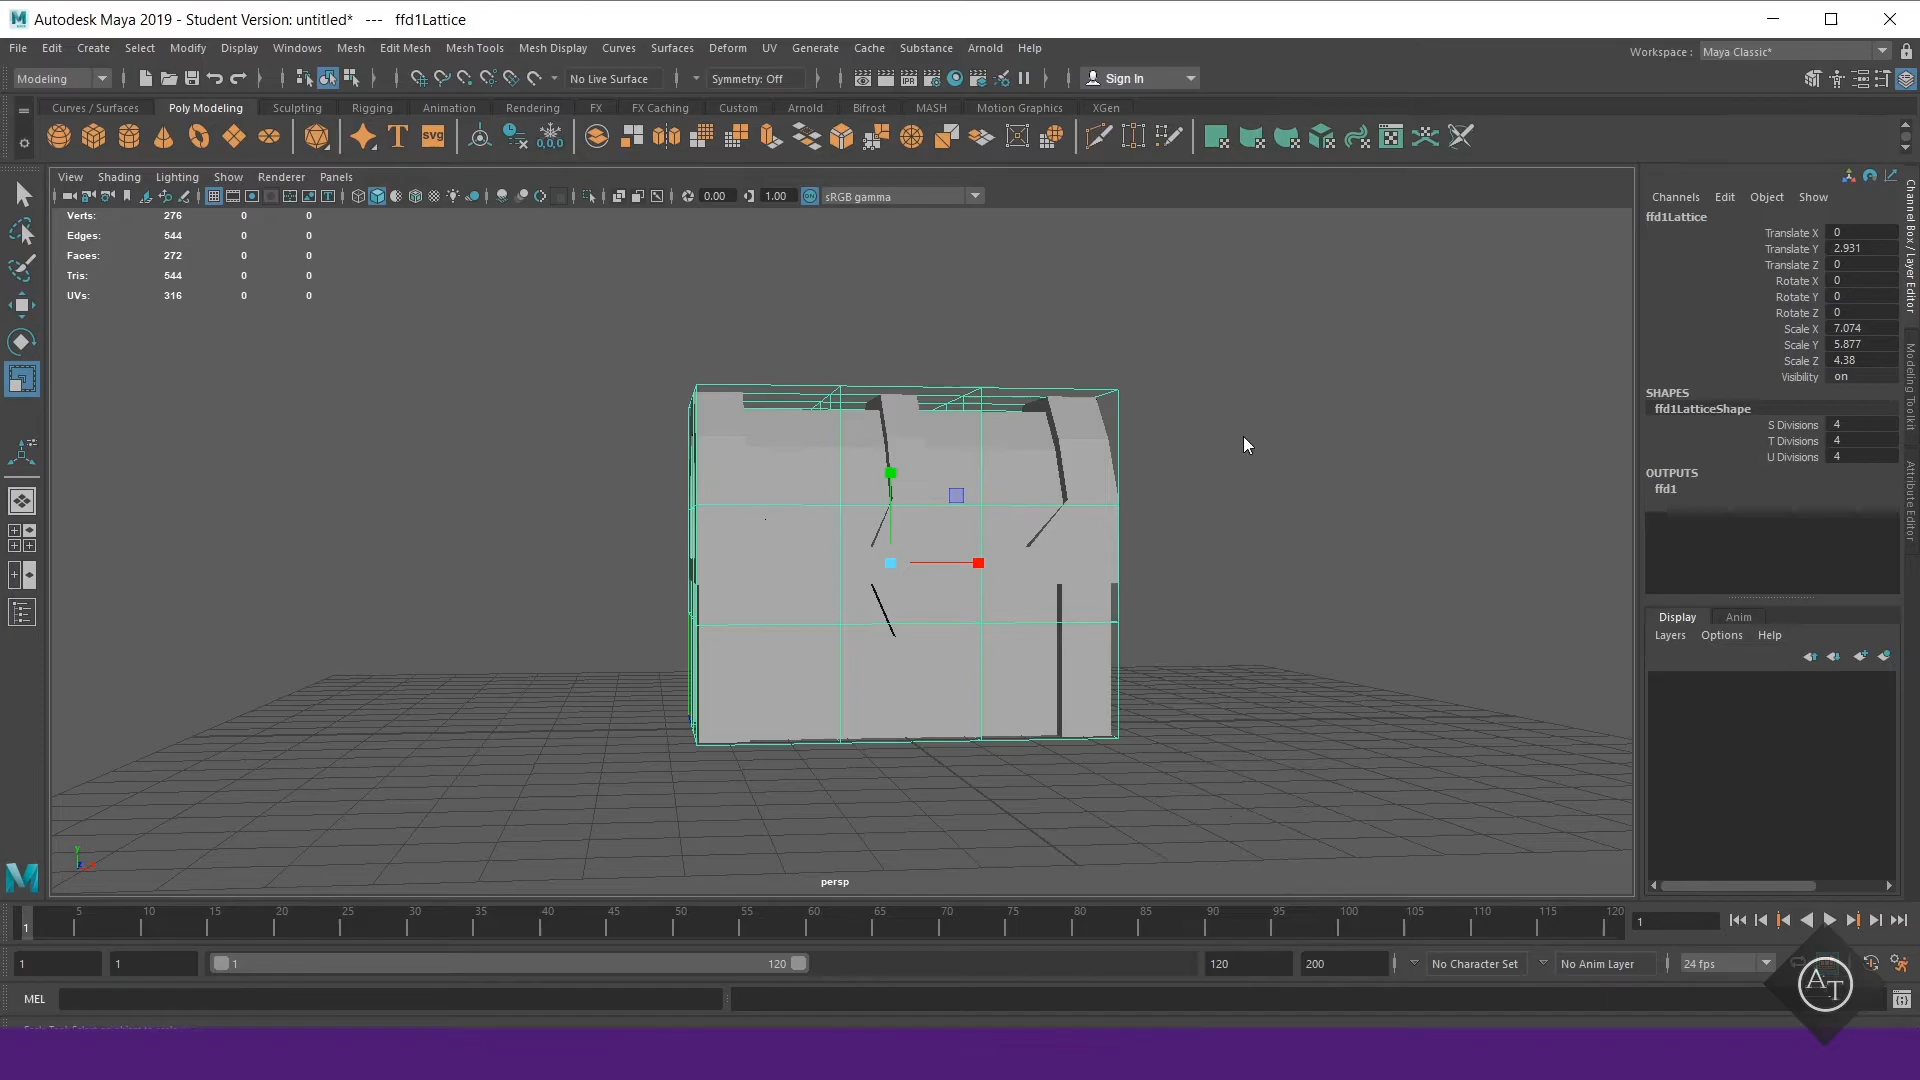 Autodesk Maya 2019 - Student Version: untitled* --- ffd1Lattice
File Edit Create Select Modify Display Windows Mesh Edit Mesh Mesh Tools Mesh Display Curves Surfaces Deform UV Generate Cache Substance Arnold Help
Workspace : Maya Classic*
Modeling No Live Surface Symmetry: Off IPR Sign In
Curves / Surfaces Poly Modeling Sculpting Rigging Animation Rendering FX FX Caching Custom Arnold Bifrost MASH Motion Graphics XGen
T SVG 0,0,0
View Shading Lighting Show Renderer Panels
0.00 1.00 ON sRGB gamma
Verts: 276 0 0
Edges: 544 0 0
Faces: 272 0 0
Tris: 544 0 0
UVs: 316 0 0
y
persp
Channels Edit Object Show
ffd1Lattice
Translate X 0
Translate Y 2.931
Translate Z 0
Rotate X 0
Rotate Y 0
Rotate Z 0
Scale X 7.074
Scale Y 5.877
Scale Z 4.38
Visibility on
SHAPES
ffd1LatticeShape
S Divisions 4
T Divisions 4
U Divisions 4
OUTPUTS
ffd1
Display Anim
Layers Options Help
Channel Box / Layer Editor
Modeling Toolkit
Attribute Editor
5 10 15 20 25 30 35 40 45 50 55 60 65 70 75 80 85 90 95 100 105 110 115 120
1
1
1 1 1 120 120 200 No Character Set No Anim Layer 24 fps
MEL
AT